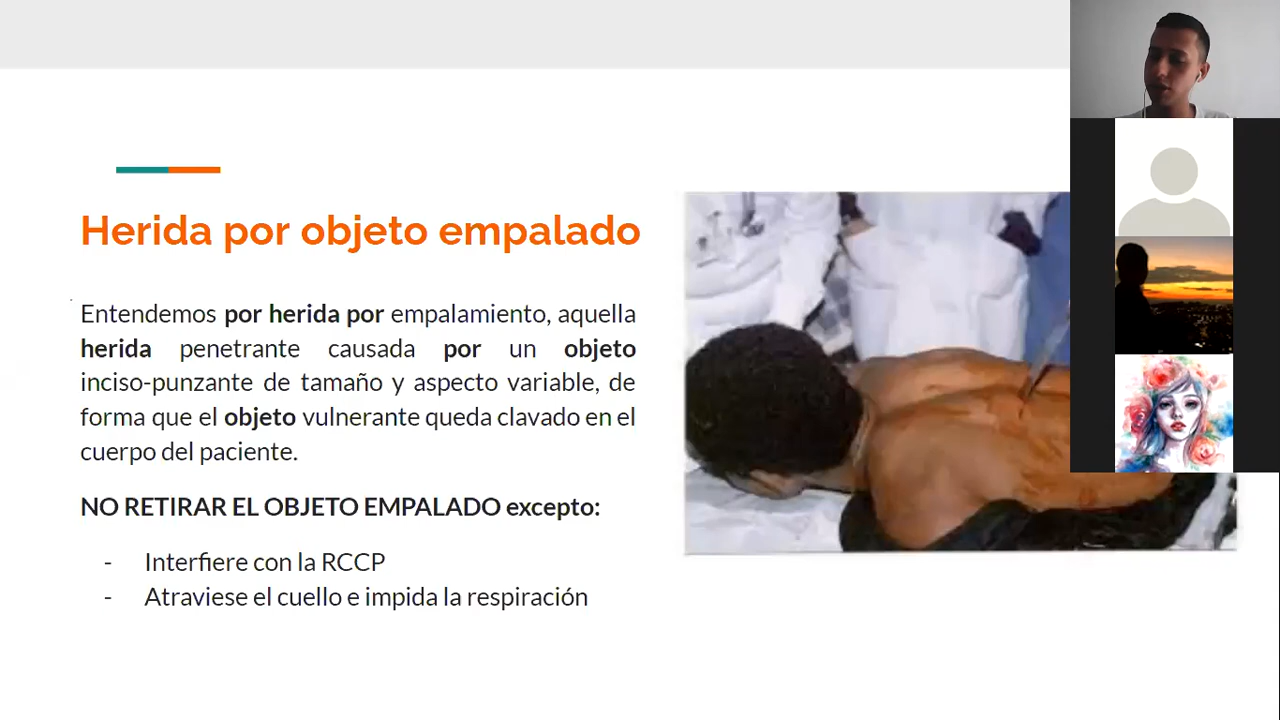 Herida por objeto empalado
Entendemos por herida por empalamiento, aquella
herida penetrante causada por un objeto
inciso-punzante de tamaño y aspecto variable, de
forma que el objeto vulnerante queda clavado en el
cuerpo del paciente.
NO RETIRAR EL OBJETO EMPALADO excepto:
- Interfiere con la RCCP
- Atraviese el cuello e impida la respiración